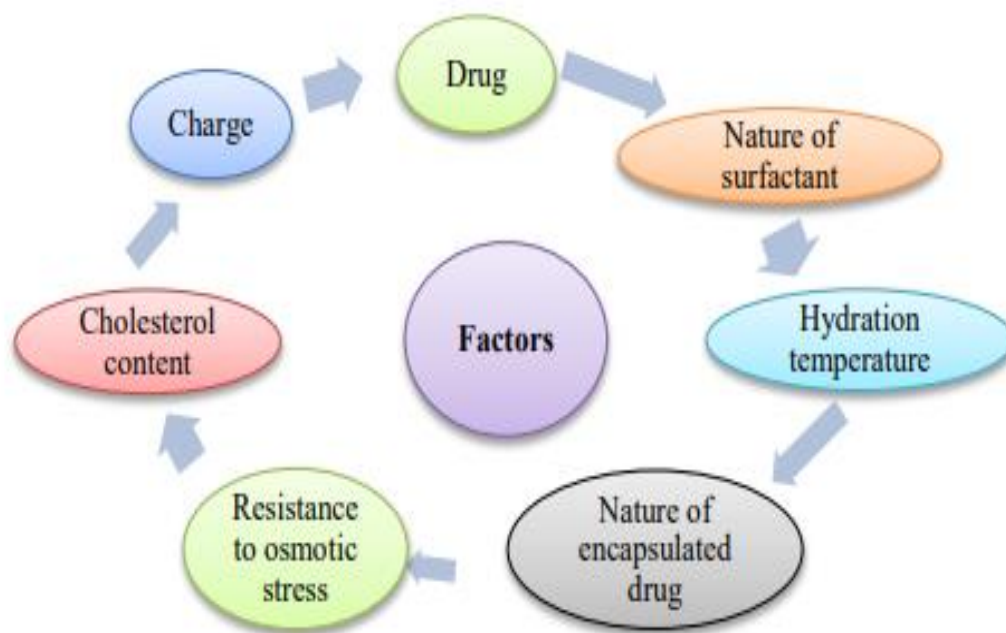 Drug
Nature of
surfactant
Hydration
temperature
Nature of
encapsulated
drug
Resistance
to osmotic
stress
Cholesterol
content
Charge
Factors